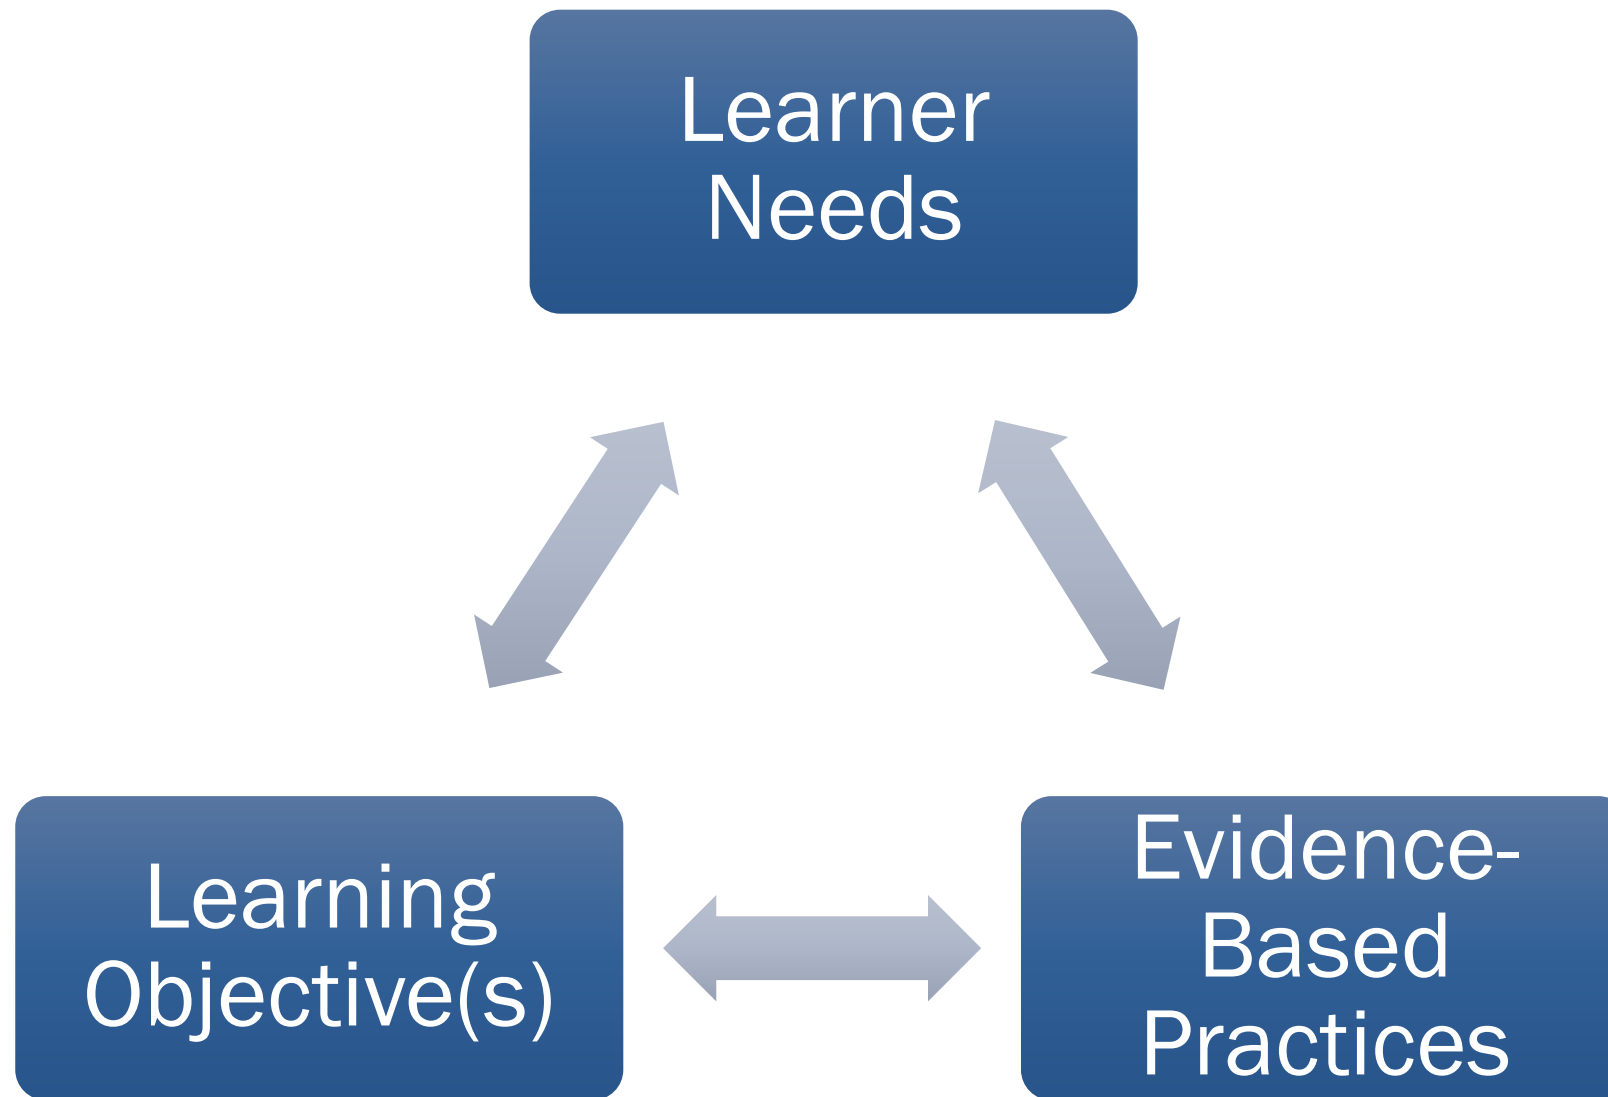 Learner
Needs
Learning
Objective(s)
Evidence-
Based
Practices